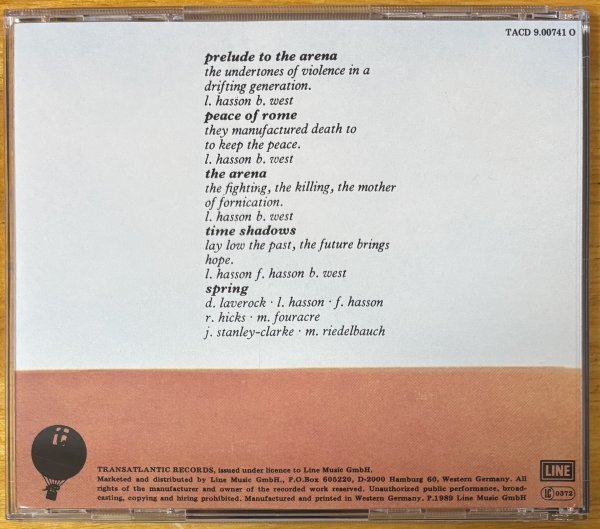 TACD 9.00741 O
prelude to the arena
the undertones of violence in a
drifting generation.
l. hasson b. west
peace of rome
they manufactured death to
to keep the peace.
l. hasson b. west
the arena
the fighting, the killing, the mother
of fornication.
l. hasson b. west
time shadows
lay low the past, the future brings
hope.
l. hasson f. hasson b. west
spring
d. laverock · l. hasson · f. hasson
r. hicks · m. fouracre
j. stanley-clarke · m. riedelbauch
TRANSATLANTIC RECORDS, issued under licence to Line Music GmbH.
Marketed and distributed by Line Music GmbH., P.O.Box 605220, D-2000 Hamburg 60, Western Germany. All
rights of the manufacturer and owner of the recorded work reserved. Unauthorized public performance, broad-
casting, copying and hiring prohibited. Manufactured and printed in Western Germany. P.1989 Line Music GmbH
LINE
LC 0372